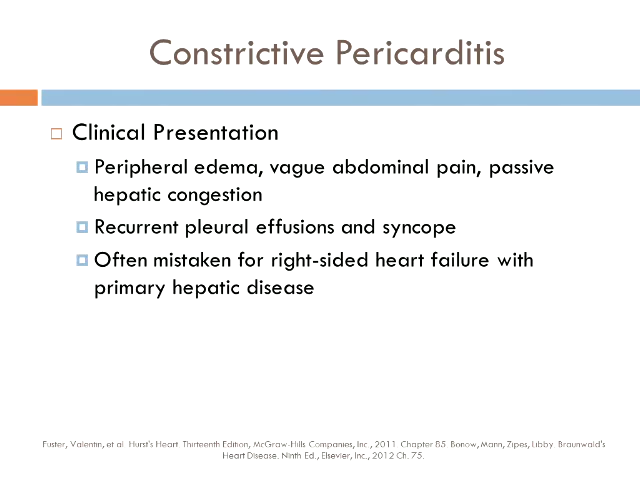 Constrictive Pericarditis
Clinical Presentation
Peripheral edema, vague abdominal pain, passive
hepatic congestion
Recurrent pleural effusions and syncope
Often mistaken for right-sided heart failure with
primary hepatic disease
Fuster, Valentin, et al. Hurst's Heart. Thirteenth Edition, McGraw-Hills Companies, Inc., 2011. Chapter 85. Bonow, Mann, Zipes, Libby. Braunwald's
Heart Disease. Ninth Ed., Elsevier, Inc., 2012 Ch. 75.